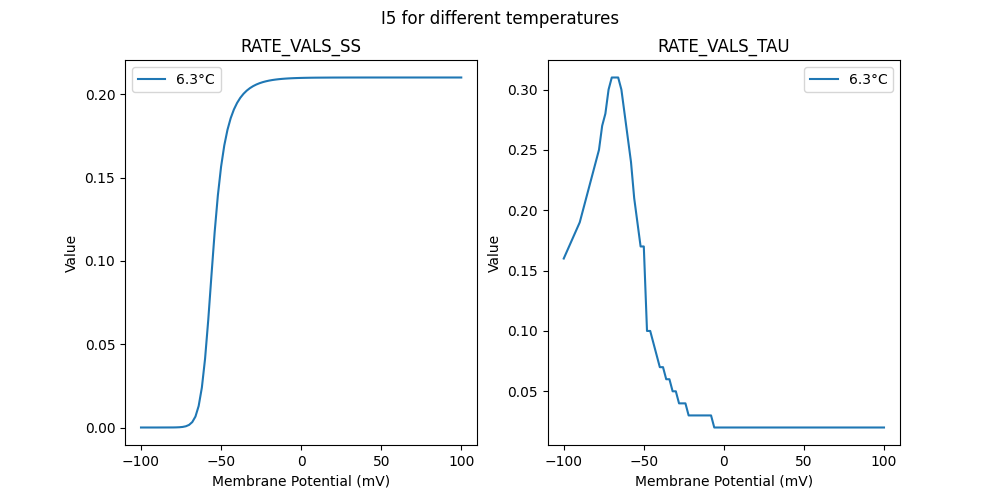 I5 for different temperatures
RATE_VALS_SS
6.3°C
0.20
0.15
0.10
0.05
0.00
Value
−100
−50
0
50
100
Membrane Potential (mV)
RATE_VALS_TAU
6.3°C
0.30
0.25
0.20
0.15
0.10
0.05
Value
−100
−50
0
50
100
Membrane Potential (mV)